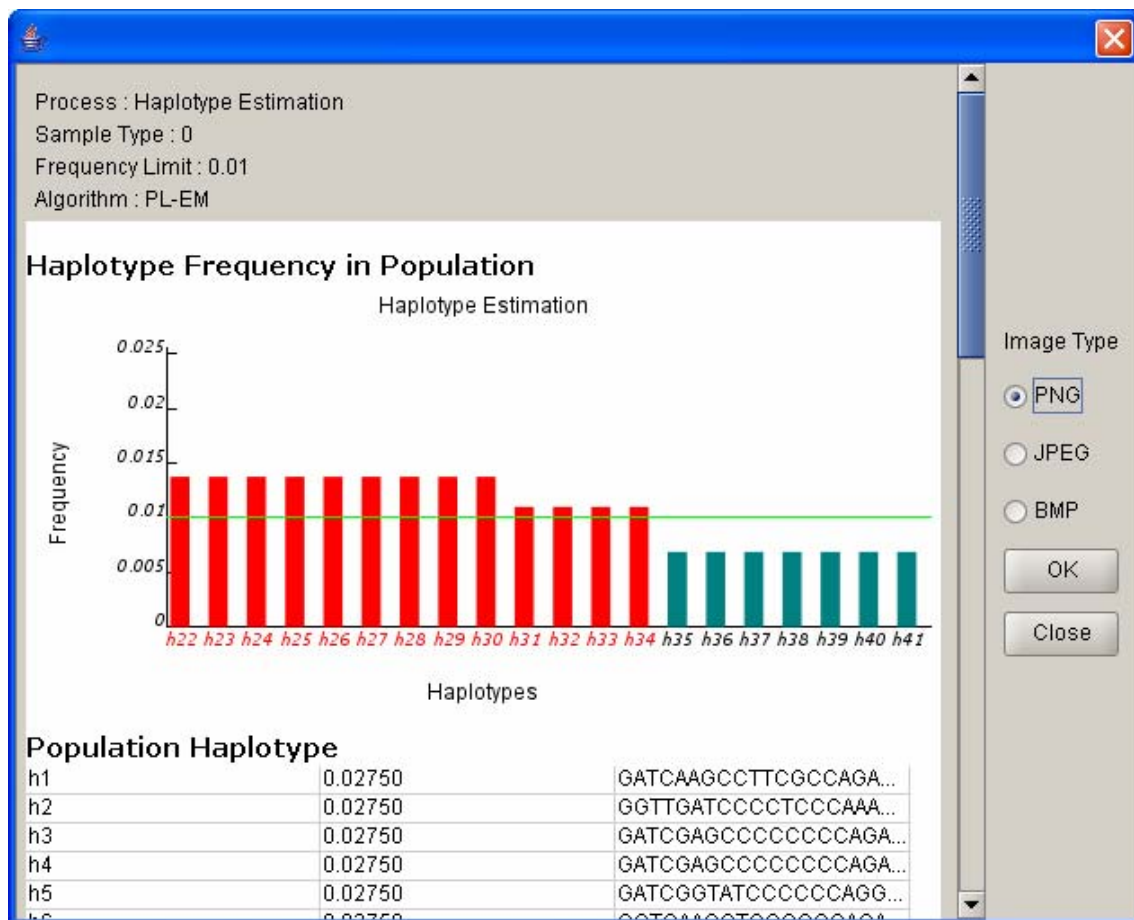 Process : Haplotype Estimation
Sample Type : 0
Frequency Limit : 0.01
Algorithm : PL-EM
Haplotype Frequency in Population
Haplotype Estimation
0.025
0.02
0.015
0.01
0.005
0
Frequency
h22 h23 h24 h25 h26 h27 h28 h29 h30 h31 h32 h33 h34 h35 h36 h37 h38 h39 h40 h41
Haplotypes
Population Haplotype
h1 0.02750 GATCAAGCCTTCGCCAGA...
h2 0.02750 GGTTGATCCCCTCCCAAA...
h3 0.02750 GATCGAGCCCCCCCCAGA...
h4 0.02750 GATCGAGCCCCCCCCAGA...
h5 0.02750 GATCGGTATCCCCCCAGG...
h6 0.02750
Image Type
PNG
JPEG
BMP
OK
Close